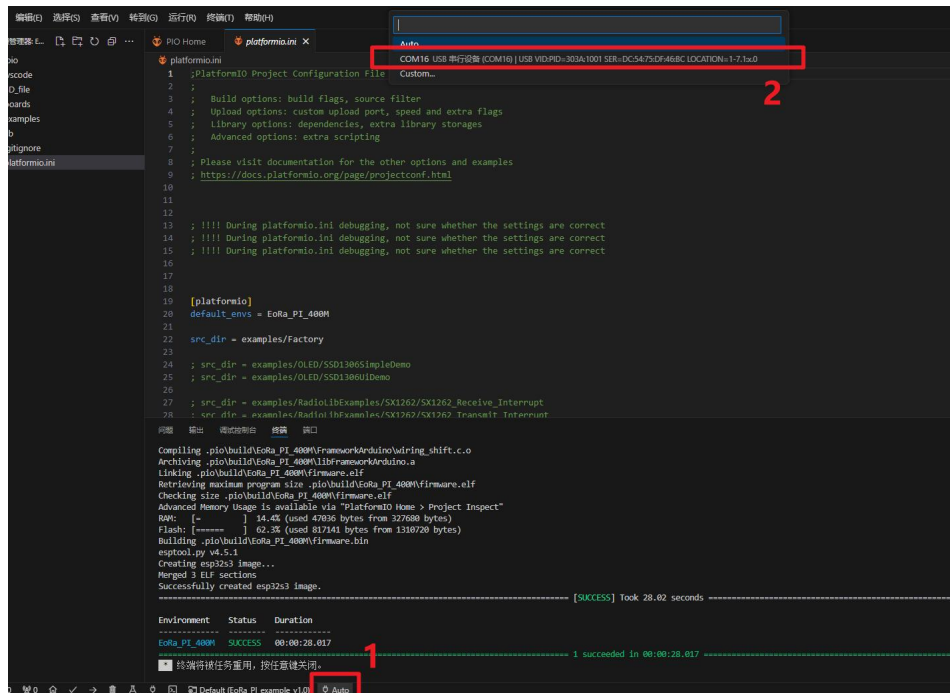 编辑(E) 选择(S) 查看(V) 转到(G) 运行(R) 终端(T) 帮助(H)
PIO Home
platformio.ini
Auto
COM16 USB 串行设备 (COM16) | USB VID:PID=303A:1001 SER=DC:54:75:DF:46:BC LOCATION=1-7.1:x.0
Custom...
2
platformio.ini
1 ;PlatformIO Project Configuration File
2 ;
3 ; Build options: build flags, source filter
4 ; Upload options: custom upload port, speed and extra flags
5 ; Library options: dependencies, extra library storages
6 ; Advanced options: extra scripting
7 ;
8 ; Please visit documentation for the other options and examples
9 ; https://docs.platformio.org/page/projectconf.html
10
11
12
13 ; !!!! During platformio.ini debugging, not sure whether the settings are correct
14 ; !!!! During platformio.ini debugging, not sure whether the settings are correct
15 ; !!!! During platformio.ini debugging, not sure whether the settings are correct
16
17
18
19 [platformio]
20 default_envs = EoRa_PI_400M
21
22 src_dir = examples/Factory
23
24 ; src_dir = examples/OLED/SSD1306SimpleDemo
25 ; src_dir = examples/OLED/SSD1306UiDemo
26
27 ; src_dir = examples/RadioLibExamples/SX1262/SX1262_Receive_Interrupt
28 ; src_dir = examples/RadioLibExamples/SX1262/SX1262_Transmit_Interrupt
问题 输出 调试控制台 终端 端口
Compiling .pio\build\EoRa_PI_400M\FrameworkArduino\wiring_shift.c.o
Archiving .pio\build\EoRa_PI_400M\libFrameworkArduino.a
Linking .pio\build\EoRa_PI_400M\firmware.elf
Retrieving maximum program size .pio\build\EoRa_PI_400M\firmware.elf
Checking size .pio\build\EoRa_PI_400M\firmware.elf
Advanced Memory Usage is available via "PlatformIO Home > Project Inspect"
RAM: [= ] 14.4% (used 47036 bytes from 327680 bytes)
Flash: [====== ] 62.3% (used 817141 bytes from 1310720 bytes)
Building .pio\build\EoRa_PI_400M\firmware.bin
esptool.py v4.5.1
Creating esp32s3 image...
Merged 3 ELF sections
Successfully created esp32s3 image.
[SUCCESS] Took 28.02 seconds
Environment Status Duration
EoRa_PI_400M SUCCESS 00:00:28.017
1 succeeded in 00:00:28.017
* 终端将被任务重用，按任意键关闭。
1
0 Default (EoRa_PI_example_v1.0) Auto